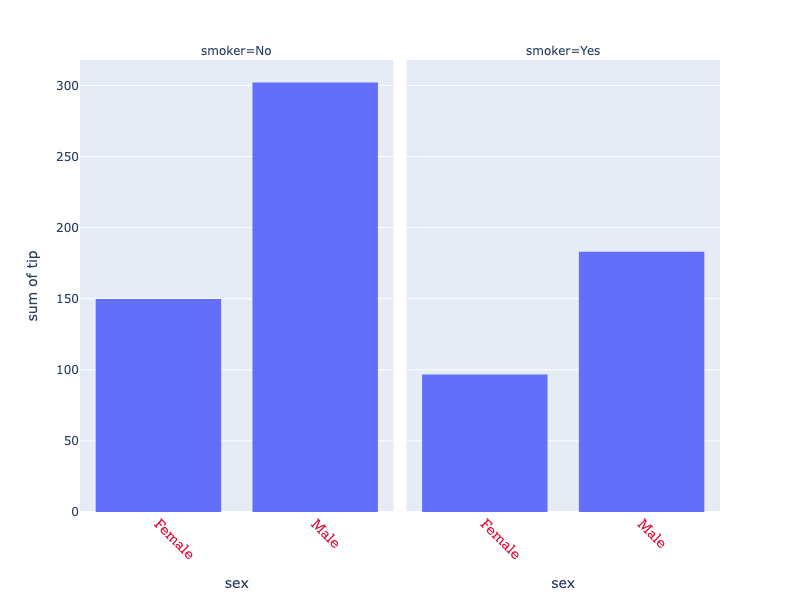 smoker=No
smoker=Yes
300
250
200
150
100
50
0
sum of tip
Female
Male
Female
Male
sex
sex